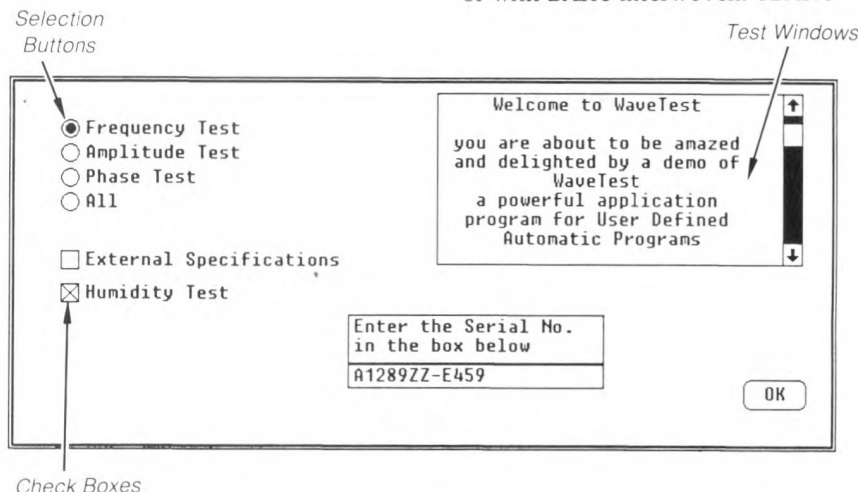 Selection
Buttons
Test Windows
Frequency Test
Amplitude Test
Phase Test
All
External Specifications
Humidity Test
Welcome to WaveTest
you are about to be amazed
and delighted by a demo of
WaveTest
a powerful application
program for User Defined
Automatic Programs
Enter the Serial No.
in the box below
A1289ZZ-E459
OK
Check Boxes